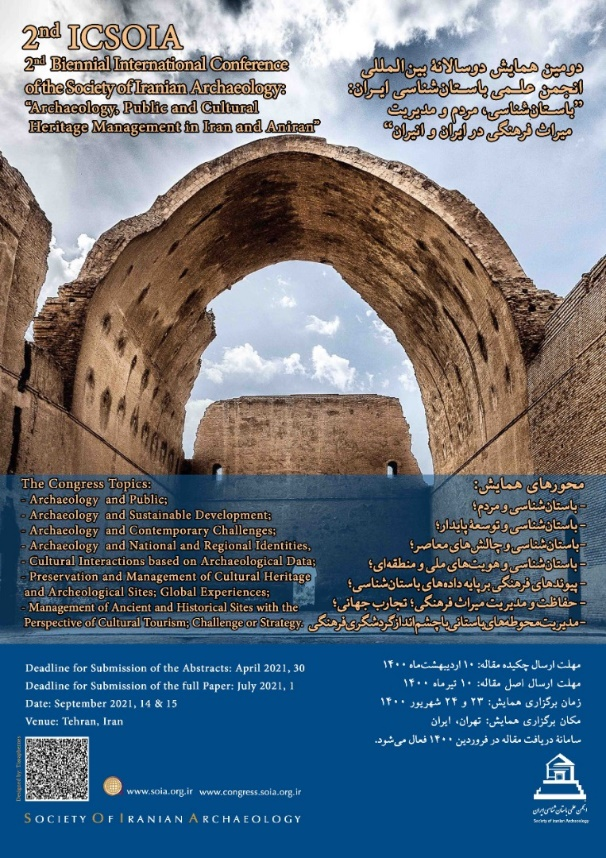 2nd ICSOIA
2nd Biennial International Conference
of the Society of Iranian Archaeology:
"Archaeology, Public and Cultural
Heritage Management in Iran and Aniran"
دومین همایش دوسالانهٔ بین‌المللی
انجمن علـــمی باستان‌شناسی ایـران:
"باستان‌شناسی، مردم و مدیریت
میراث فرهنگی در ایران و انیران"
The Congress Topics:
- Archaeology and Public;
- Archaeology and Sustainable Development;
- Archaeology and Contemporary Challenges;
- Archaeology and National and Regional Identities,
- Cultural Interactions based on Archaeological Data;
- Preservation and Management of Cultural Heritage
and Archeological Sites; Global Experiences;
- Management of Ancient and Historical Sites with the
Perspective of Cultural Tourism; Challenge or Strategy.
محورهای همایش:
- باستان‌شناسی و مردم؛
- باستان‌شناسی و توسعهٔ پایدار؛
- باستان‌شناسی و چالش‌های معاصر؛
- باستان‌شناسی و هویت‌های ملی و منطقه‌ای؛
- پیوندهای فرهنگی بر پایه داده‌های باستان‌شناسی؛
- حفاظت و مدیریت میراث فرهنگی؛ تجارب جهانی؛
- مدیریت محوطه‌های باستانی با چشم‌انداز گردشگری فرهنگی
Deadline for Submission of the Abstracts: April 2021, 30
Deadline for Submission of the full Paper: July 2021, 1
Date: September 2021, 14 & 15
Venue: Tehran, Iran
مهلت ارسال چکیده مقاله: ۱۰ اردیبهشت‌ماه ۱۴۰۰
مهلت ارسال اصل مقاله: ۱۰ تیرماه ۱۴۰۰
زمان برگزاری همایش: ۲۳ و ۲۴ شهریور ۱۴۰۰
مکان برگزاری همایش: تهران، ایران
سامانهٔ دریافت مقاله در فروردین ۱۴۰۰ فعال می‌شود.
www.soia.org.ir www.congress.soia.org.ir
SOCIETY OF IRANIAN ARCHAEOLOGY
انجمن علمی باستان شناسی ایران
Society of Iranian Archaeology